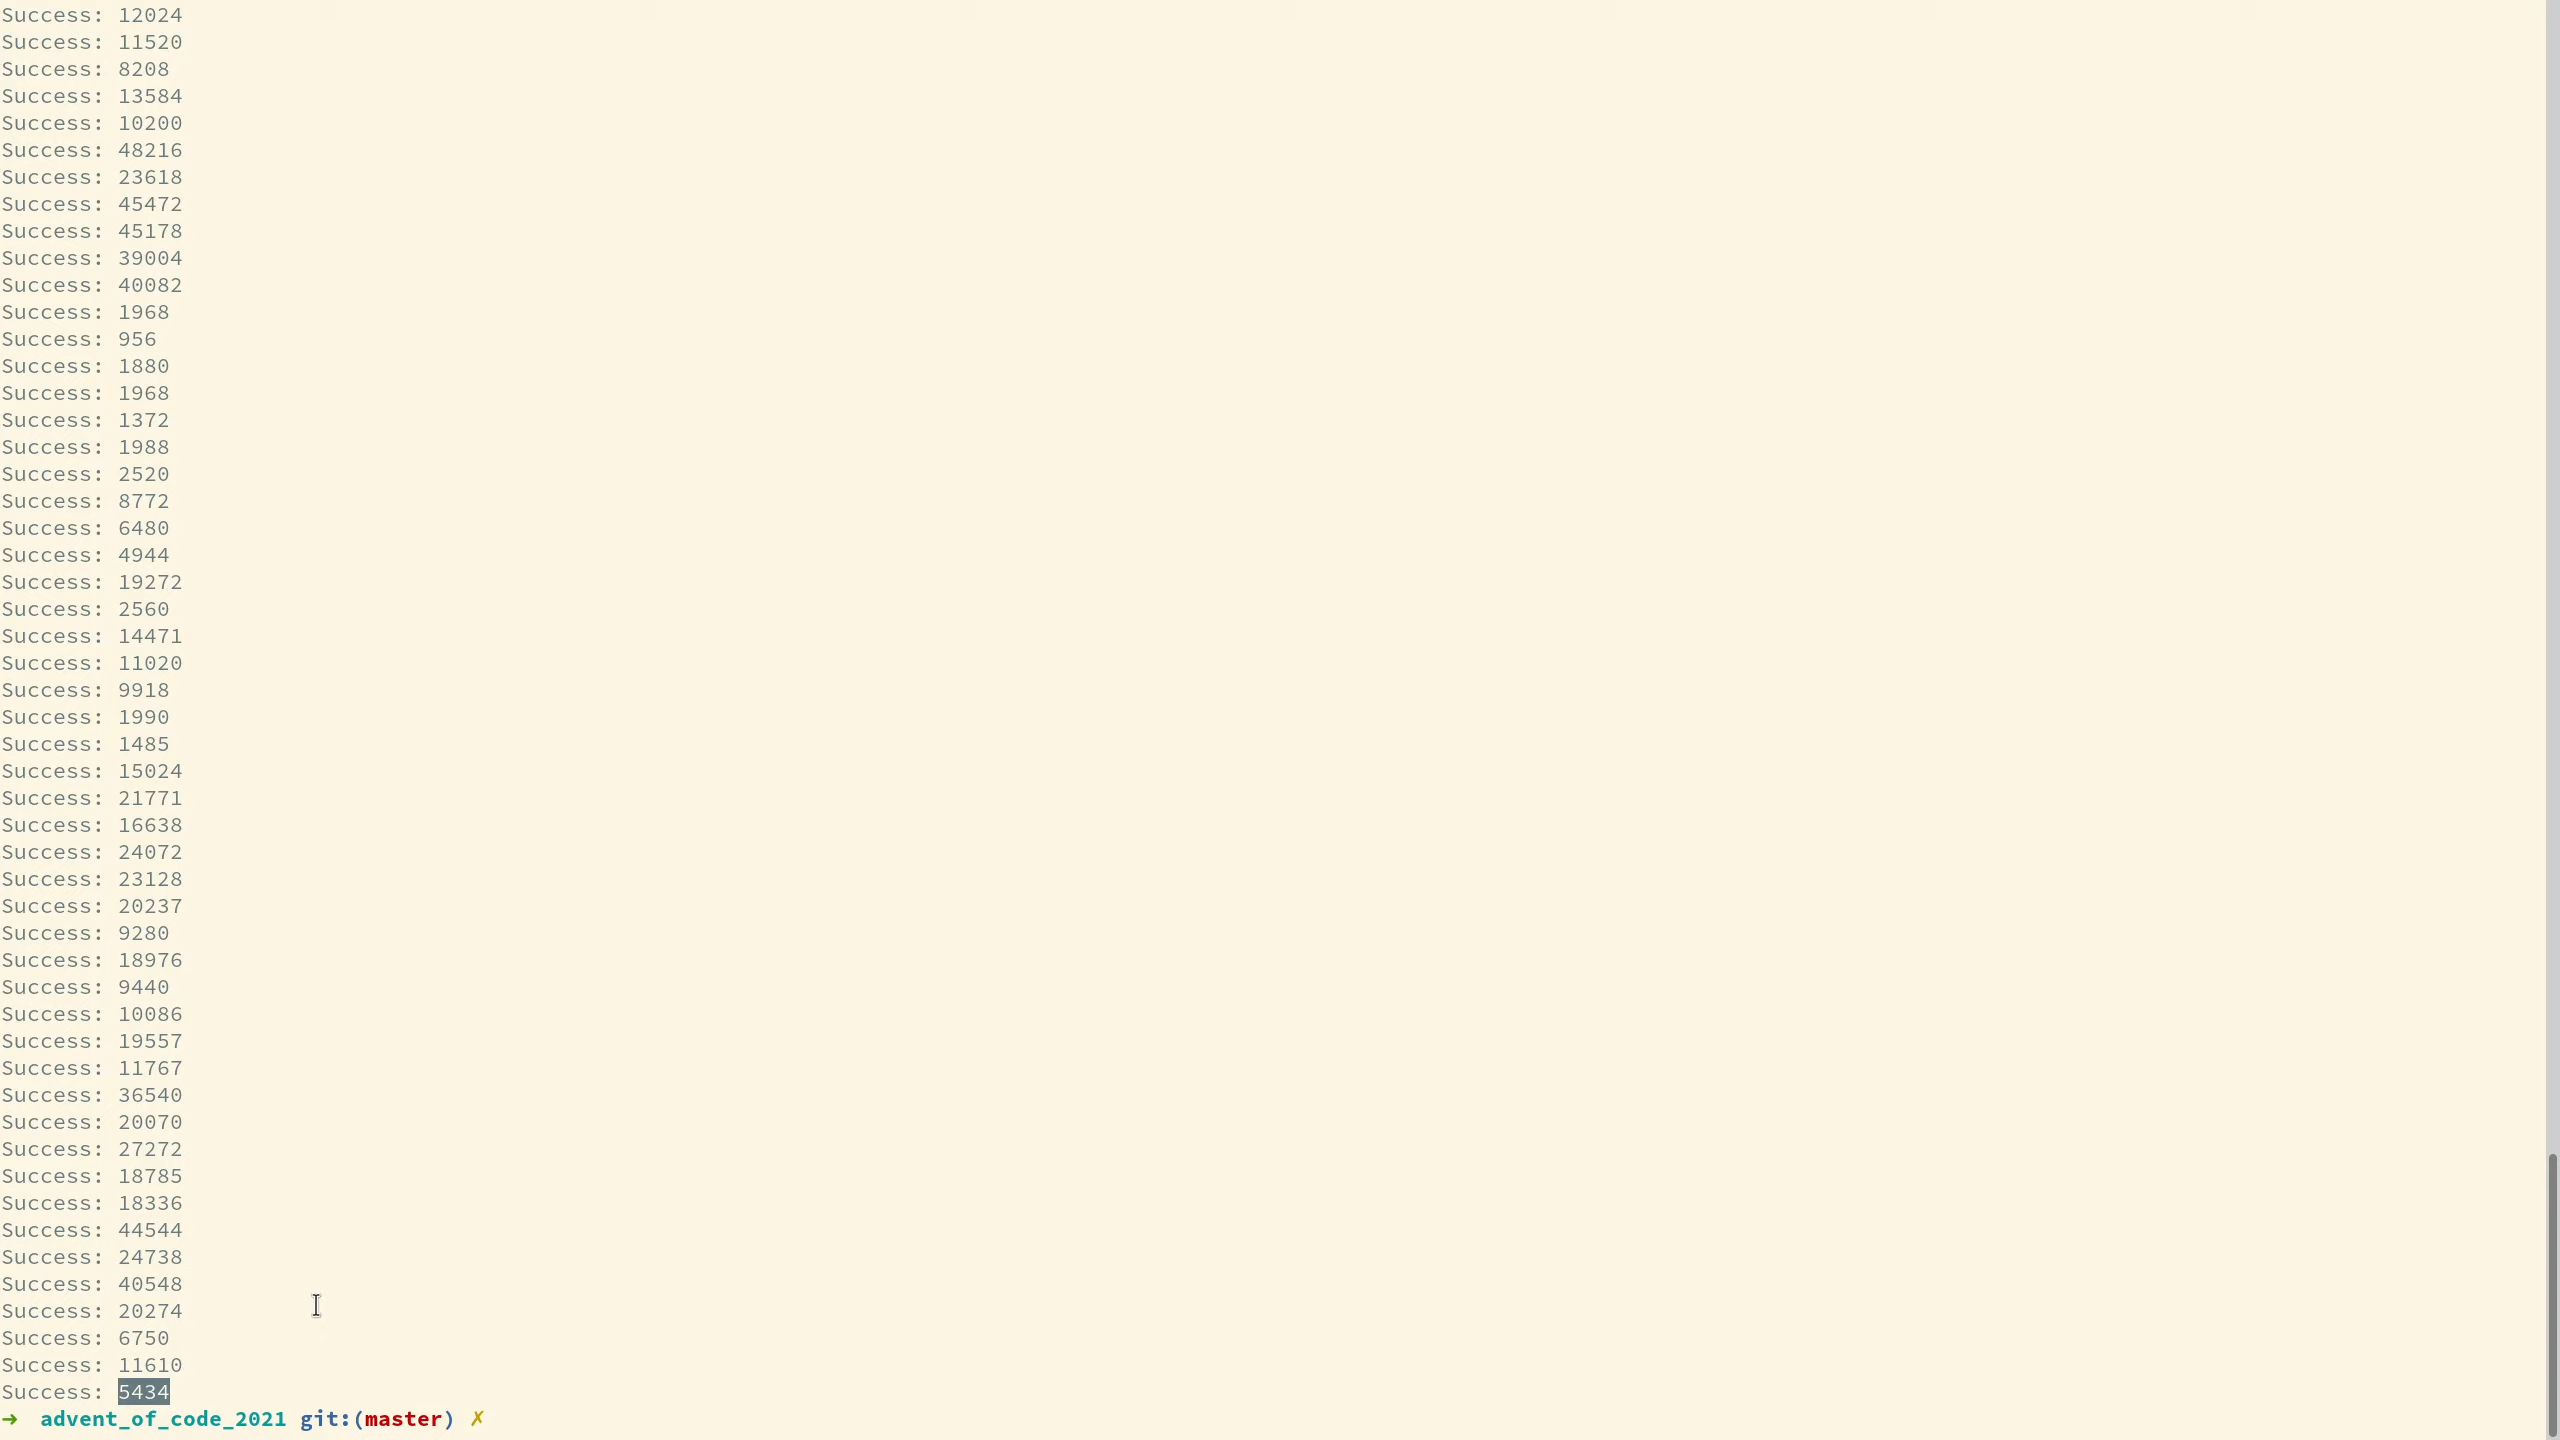 Success: 12024
Success: 11520
Success: 8208
Success: 13584
Success: 10200
Success: 48216
Success: 23618
Success: 45472
Success: 45178
Success: 39004
Success: 40082
Success: 1968
Success: 956
Success: 1880
Success: 1968
Success: 1372
Success: 1988
Success: 2520
Success: 8772
Success: 6480
Success: 4944
Success: 19272
Success: 2560
Success: 14471
Success: 11020
Success: 9918
Success: 1990
Success: 1485
Success: 15024
Success: 21771
Success: 16638
Success: 24072
Success: 23128
Success: 20237
Success: 9280
Success: 18976
Success: 9440
Success: 10086
Success: 19557
Success: 11767
Success: 36540
Success: 20070
Success: 27272
Success: 18785
Success: 18336
Success: 44544
Success: 24738
Success: 40548
Success: 20274
Success: 6750
Success: 11610
Success: 5434
➜ advent_of_code_2021 git:(master) ✗